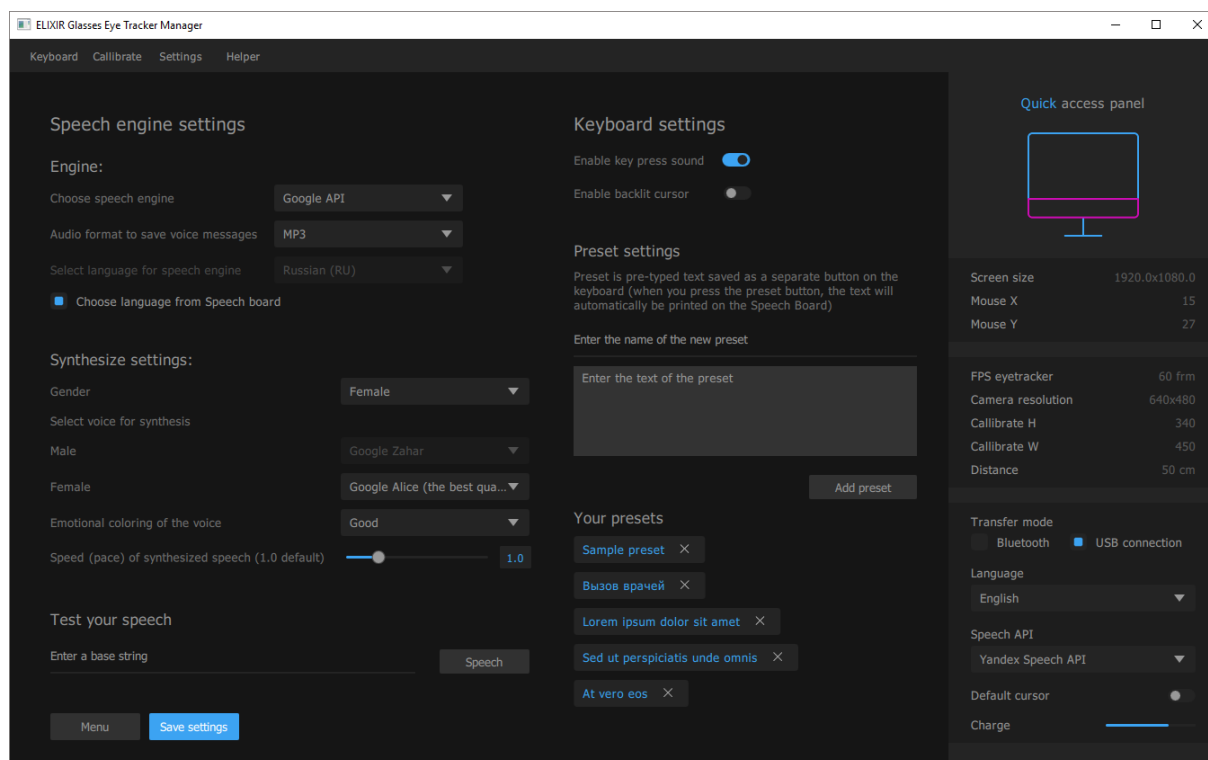 ELIXIR Glasses Eye Tracker Manager
Keyboard Callibrate Settings Helper
Speech engine settings
Engine:
Choose speech engine Google API
Audio format to save voice messages MP3
Select language for speech engine Russian (RU)
Choose language from Speech board
Synthesize settings:
Gender Female
Select voice for synthesis
Male Google Zahar
Female Google Alice (the best qua...
Emotional coloring of the voice Good
Speed (pace) of synthesized speech (1.0 default) 1.0
Test your speech
Enter a base string
Speech
Menu Save settings
Keyboard settings
Enable key press sound
Enable backlit cursor
Preset settings
Preset is pre-typed text saved as a separate button on the
keyboard (when you press the preset button, the text will
automatically be printed on the Speech Board)
Enter the name of the new preset
Enter the text of the preset
Add preset
Your presets
Sample preset
Вызов врачей
Lorem ipsum dolor sit amet
Sed ut perspiciatis unde omnis
At vero eos
Quick access panel
Screen size 1920.0x1080.0
Mouse X 15
Mouse Y 27
FPS eyetracker 60 frm
Camera resolution 640x480
Callibrate H 340
Callibrate W 450
Distance 50 cm
Transfer mode
Bluetooth USB connection
Language
English
Speech API
Yandex Speech API
Default cursor
Charge